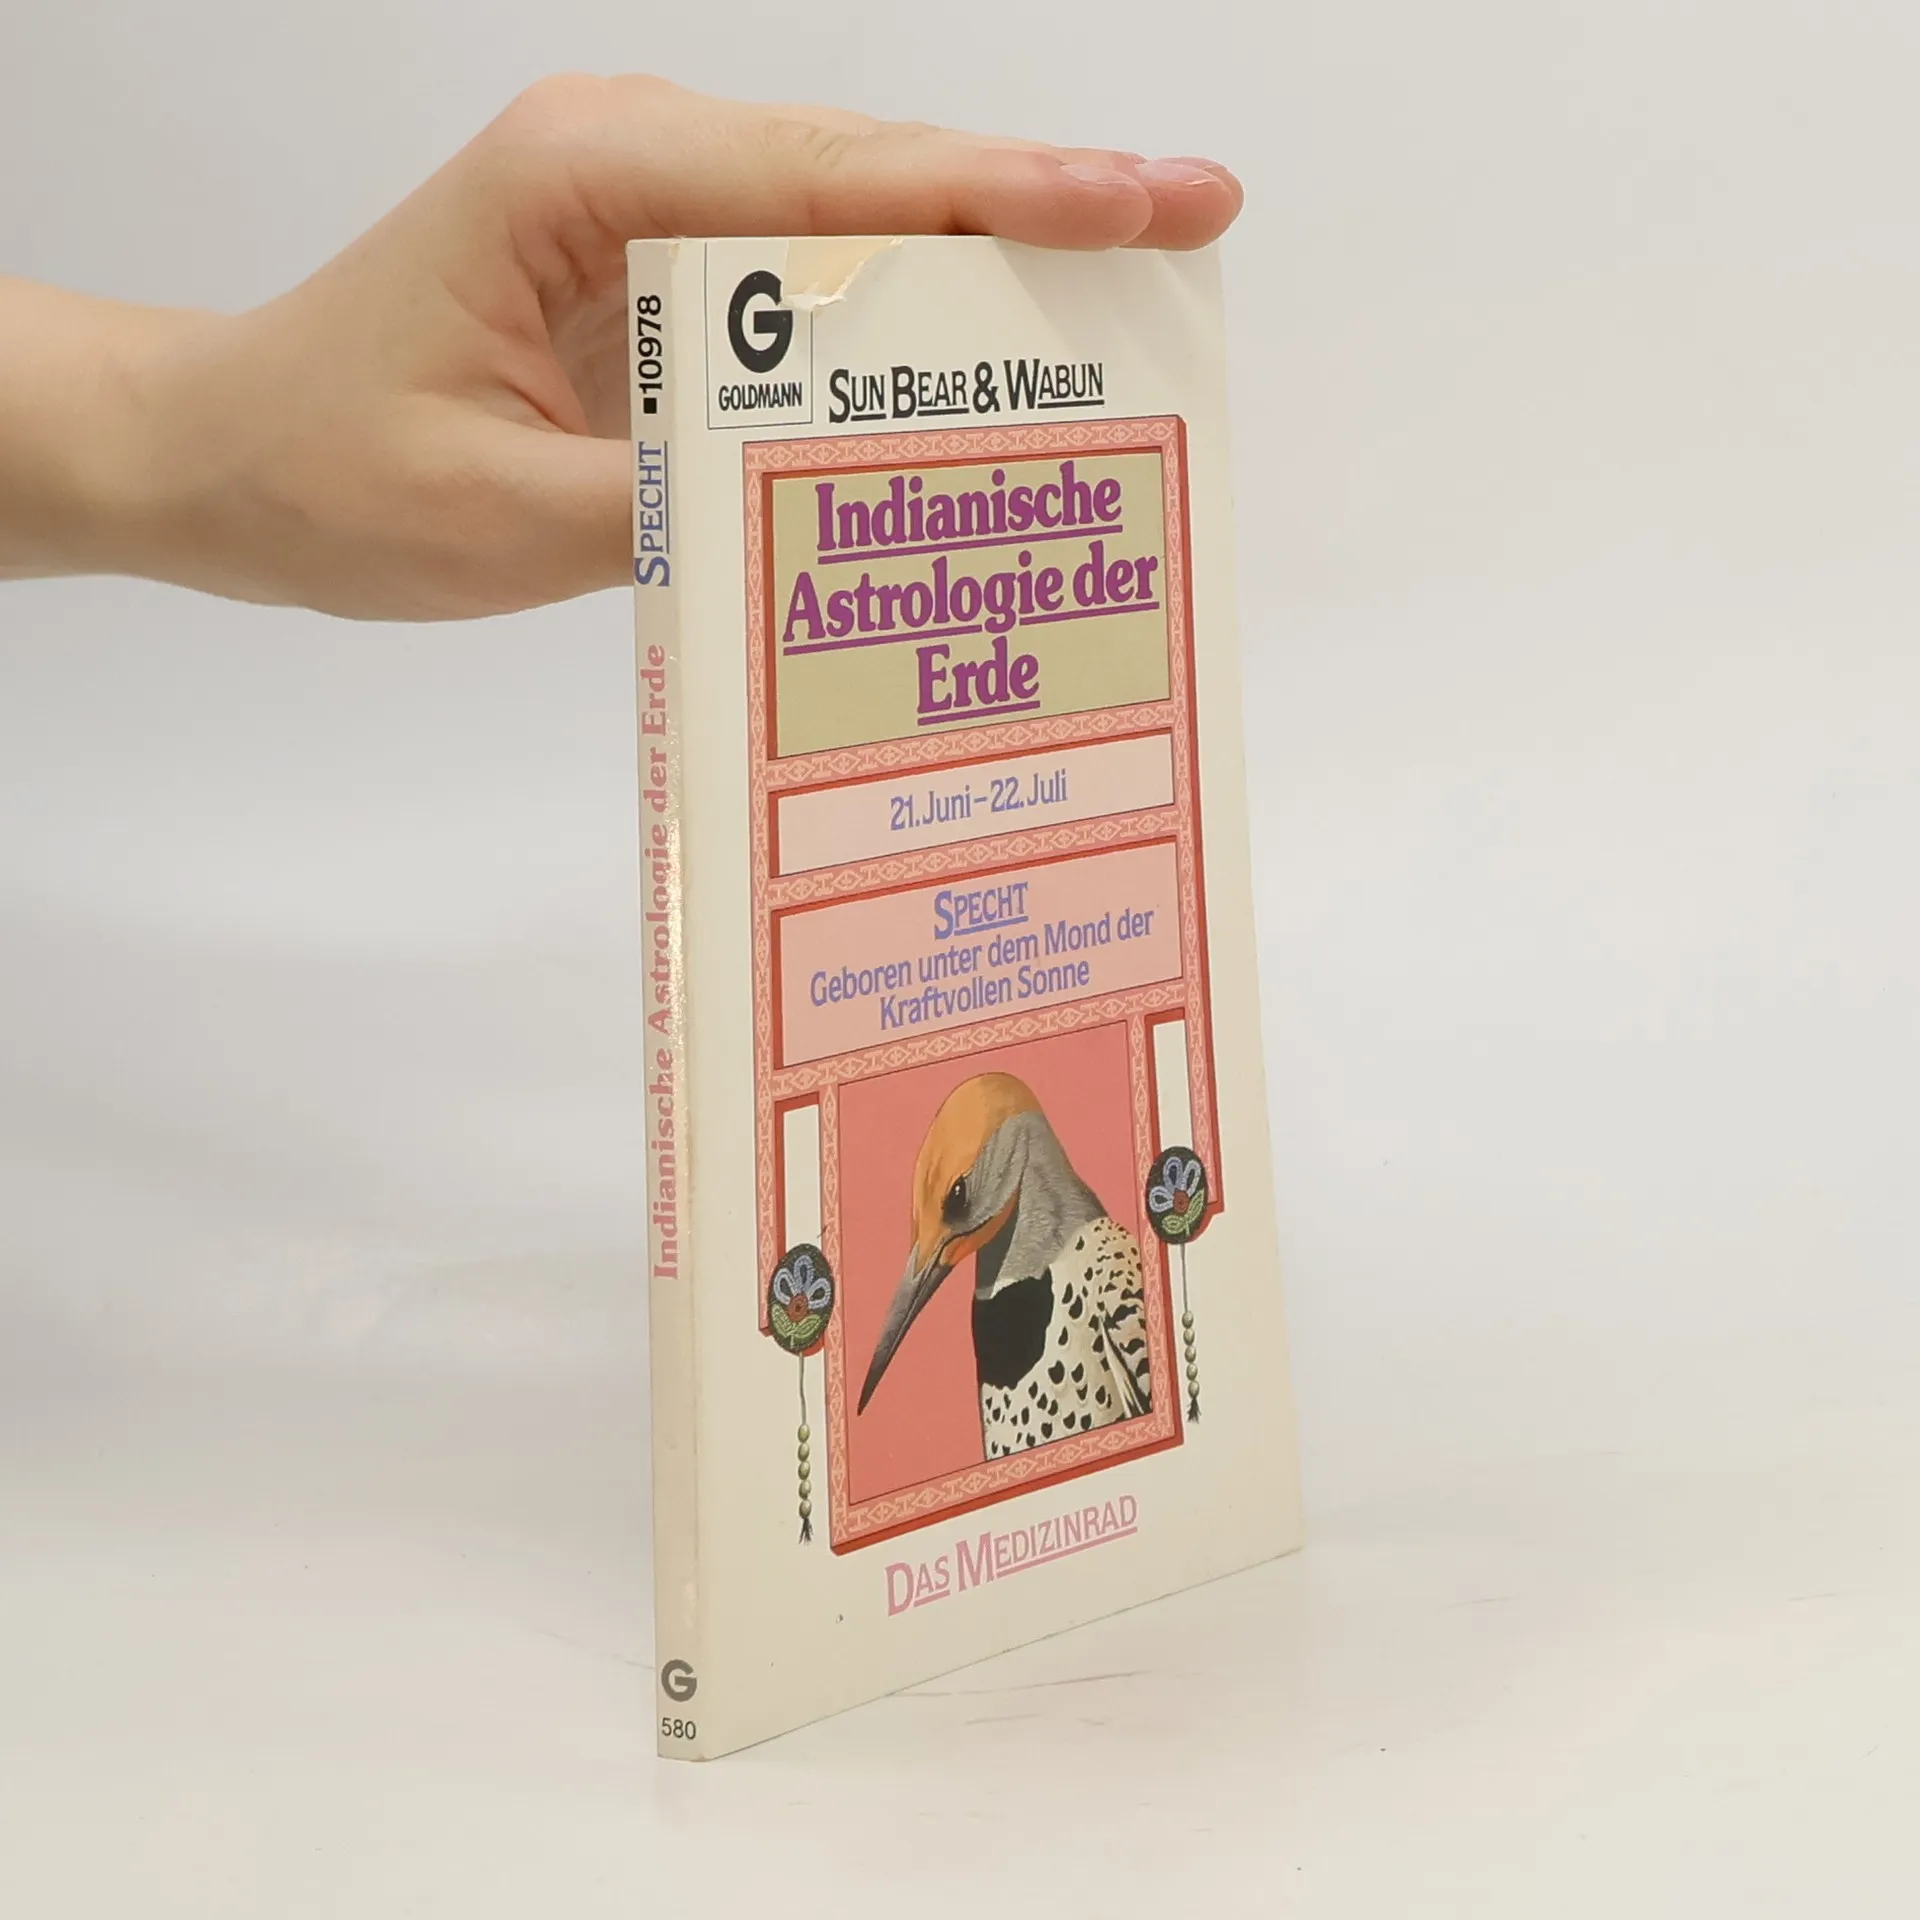 G
GOLDMANN
SUN BEAR & WABUN
Indianische
Astrologie der
Erde
21. Juni – 22. Juli
SPECHT
Geboren unter dem Mond der
Kraftvollen Sonne
DAS MEDIZINRAD
Indianische Astrologie der Erde SPECHT ■10978
G
580